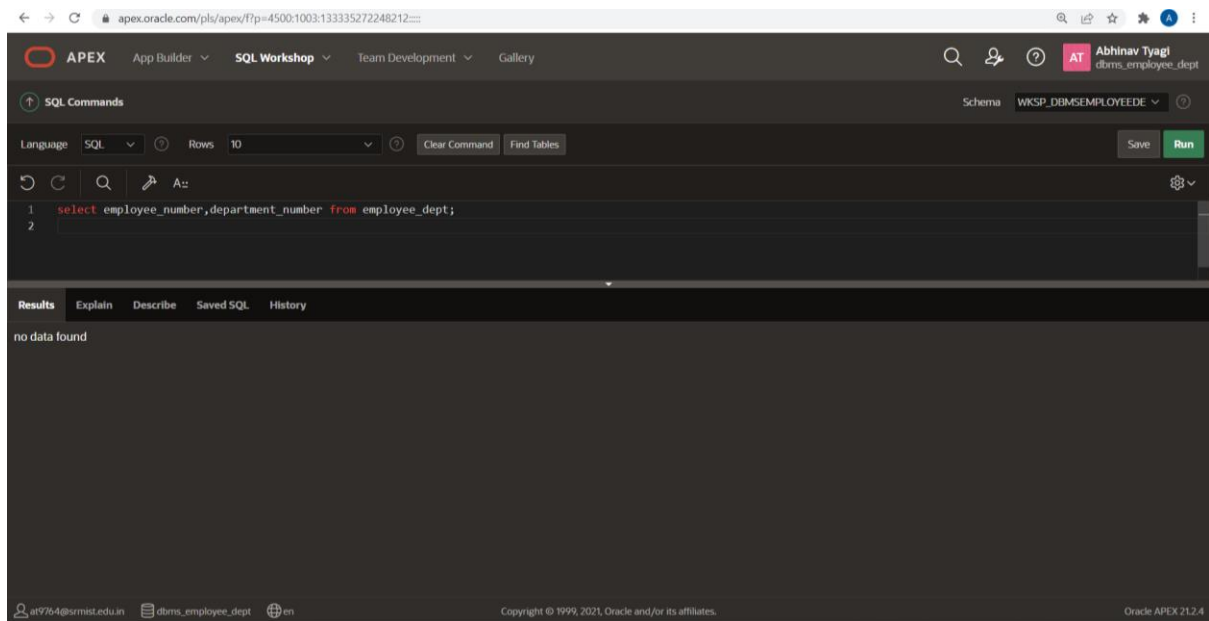 apex.oracle.com/pls/apex/f?p=4500:1003:133335272248212:::::
A
APEX App Builder SQL Workshop Team Development Gallery
AT Abhinav Tyagi
dbms_employee_dept
SQL Commands Schema WKSP_DBMSEMPLOYEEDE
Language SQL Rows 10 Clear Command Find Tables Save Run
A::
1 select employee_number,department_number from employee_dept;
2
Results Explain Describe Saved SQL History
no data found
at9764@srmist.edu.in dbms_employee_dept en Copyright © 1999, 2021, Oracle and/or its affiliates. Oracle APEX 21.2.4